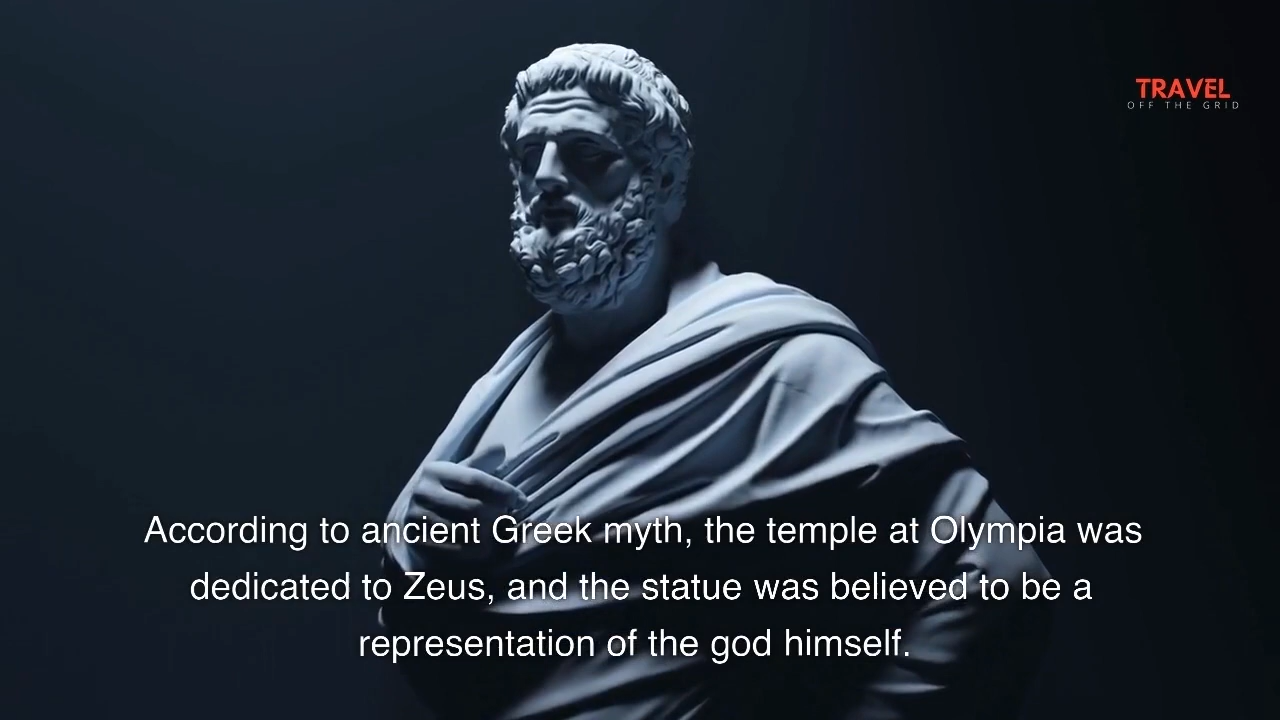 TRAVEL
OFF THE GRID
According to ancient Greek myth, the temple at Olympia was
dedicated to Zeus, and the statue was believed to be a
representation of the god himself.